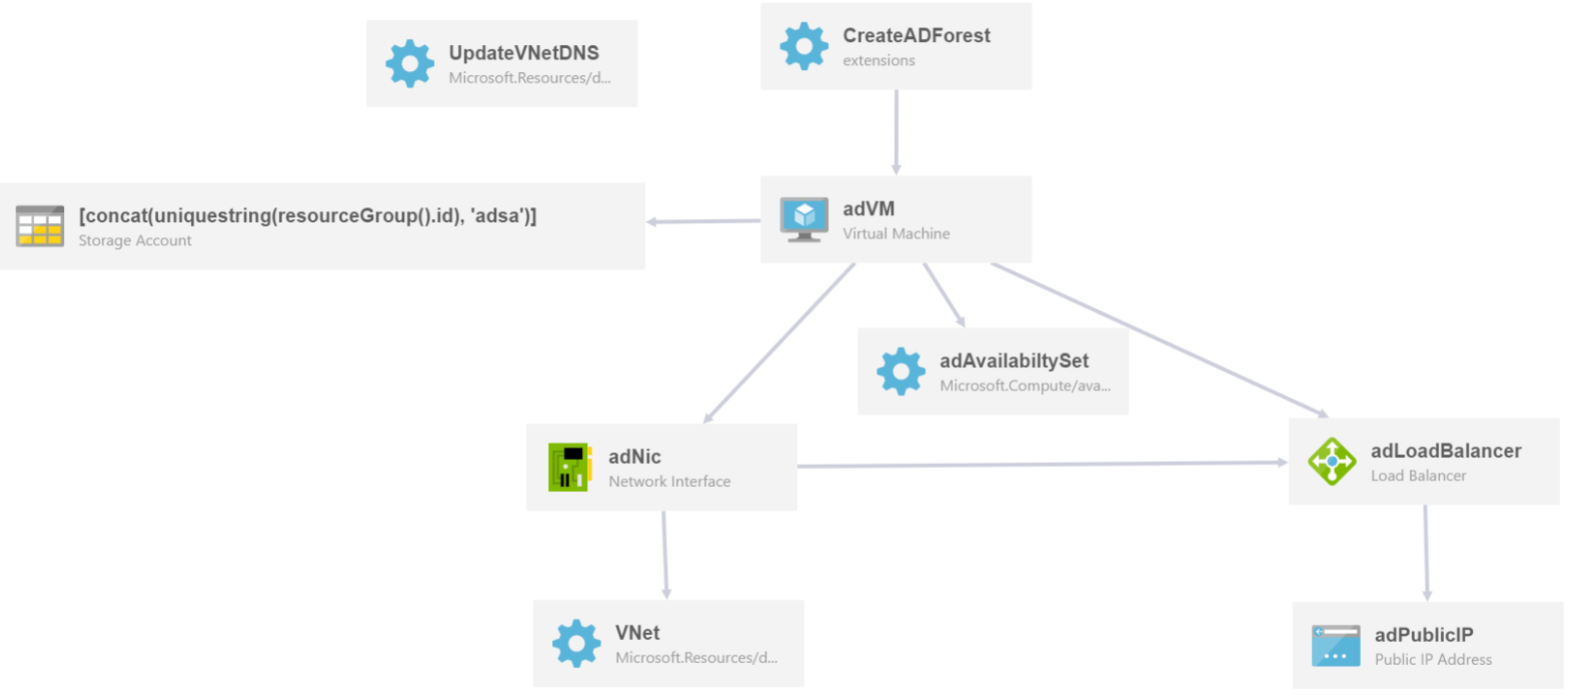 UpdateVNetDNS
Microsoft.Resources/d...
CreateADForest
extensions
[concat(uniquestring(resourceGroup().id), 'adsa')]
Storage Account
adVM
Virtual Machine
adAvailabiltySet
Microsoft.Compute/ava...
adNic
Network Interface
adLoadBalancer
Load Balancer
VNet
Microsoft.Resources/d...
adPublicIP
Public IP Address